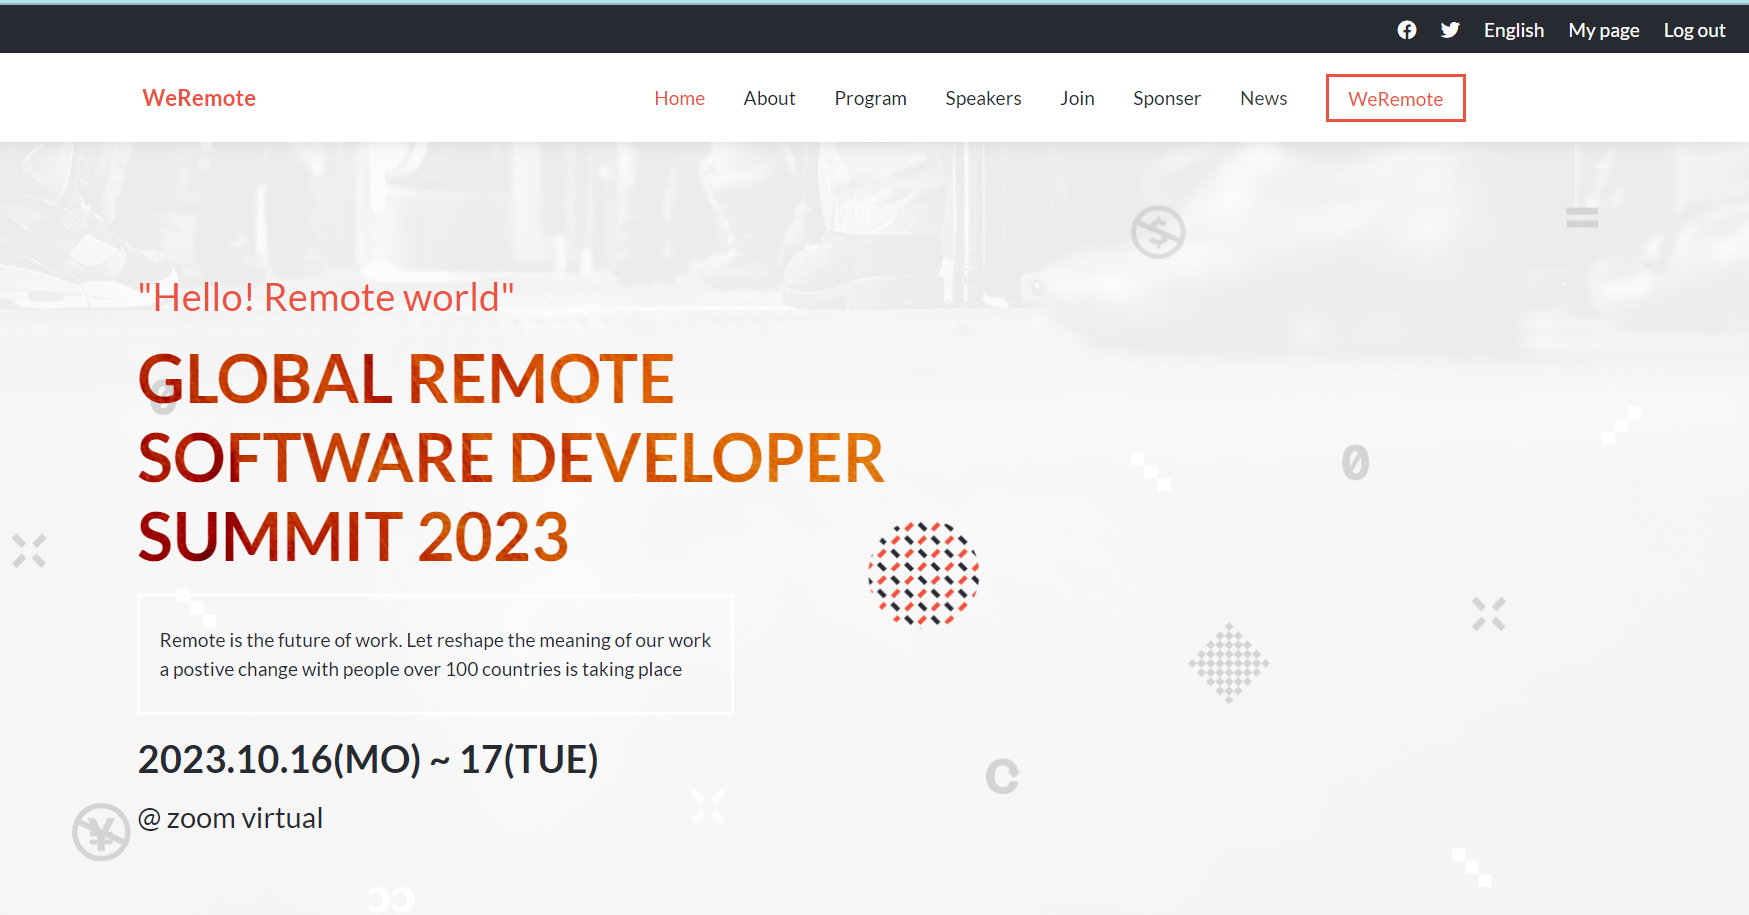 English My page Log out
WeRemote Home About Program Speakers Join Sponser News WeRemote
"Hello! Remote world"
GLOBAL REMOTE
SOFTWARE DEVELOPER
SUMMIT 2023
Remote is the future of work. Let reshape the meaning of our work
a postive change with people over 100 countries is taking place
2023.10.16(MO) ~ 17(TUE)
@ zoom virtual